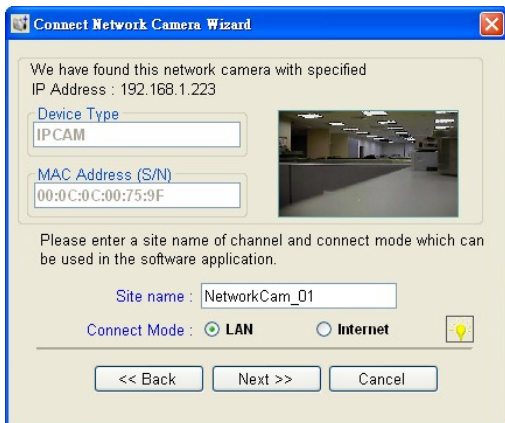 Connect Network Camera Wizard
We have found this network camera with specified
IP Address : 192.168.1.223
Device Type
IPCAM
MAC Address (S/N)
00:0C:0C:00:75:9F
Please enter a site name of channel and connect mode which can
be used in the software application.
Site name : NetworkCam_01
Connect Mode : LAN Internet
<< Back Next >> Cancel